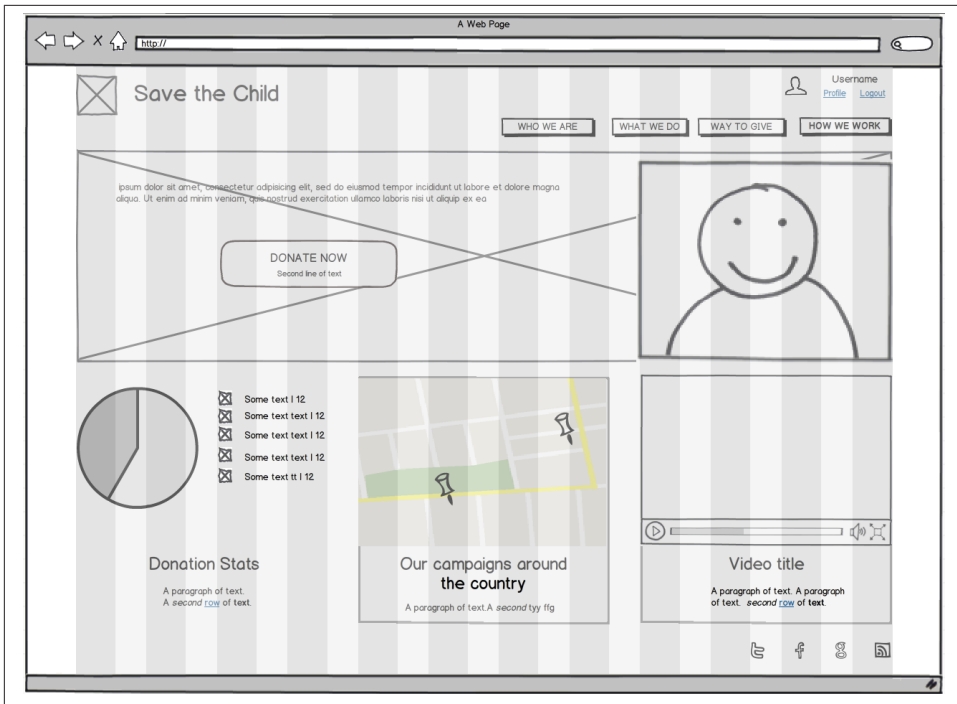 A Web Page
http://
Save the Child
Username
Profile Logout
WHO WE ARE WHAT WE DO WAY TO GIVE HOW WE WORK
ipsum dolor sit amet, consectetur adipisicing elit, sed do eiusmod tempor incididunt ut labore et dolore magna
aliqua. Ut enim ad minim veniam, quis nostrud exercitation ullamco laboris nisi ut aliquip ex ea
DONATE NOW
Second line of text
Some text | 12
Some text text | 12
Some text text | 12
Some text text | 12
Some text tt | 12
Donation Stats
A paragraph of text.
A second row of text.
Our campaigns around
the country
A paragraph of text.A second tyy ffg
Video title
A paragraph of text. A paragraph
of text. second row of text.